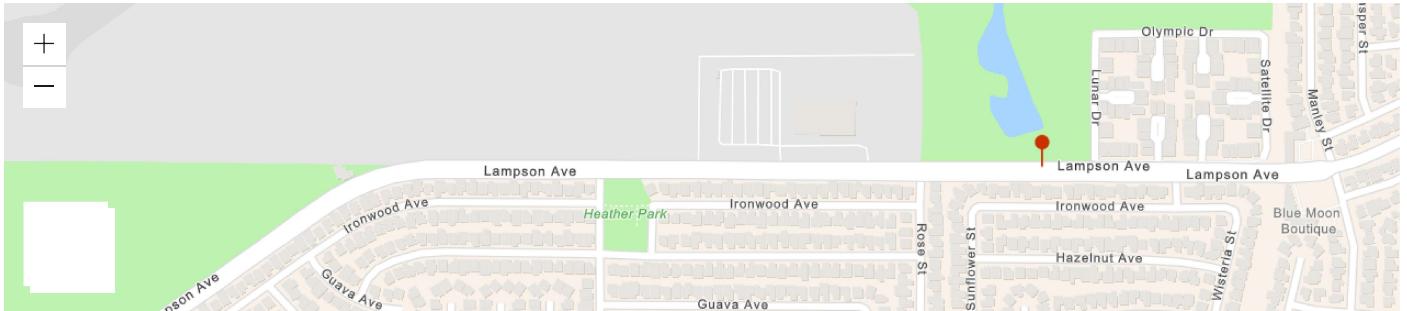 +
−
Olympic Dr
Lunar Dr
Satellite Dr
Manley St
asper St
Lampson Ave
Lampson Ave
Lampson Ave
Ironwood Ave
Heather Park
Ironwood Ave
Ironwood Ave
Blue Moon
Boutique
Rose St
Sunflower St
Hazelnut Ave
Wisteria St
pson Ave
Guava Ave
Guava Ave